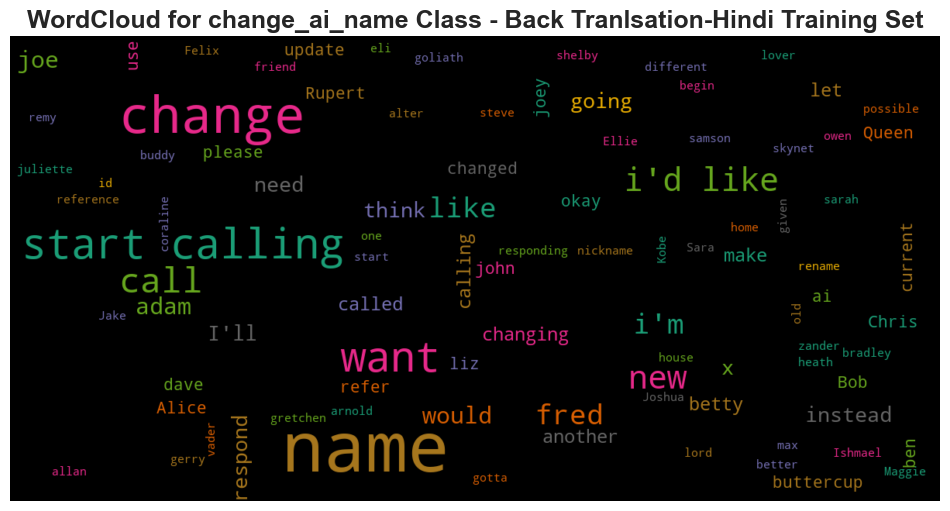 WordCloud for change_ai_name Class - Back Tranlsation-Hindi Training Set
joe
use
Felix
friend
update
eli
goliath
shelby
different
lover
begin
let
possible
Queen
change
Rupert
alter
steve
joey
going
remy
Ellie
samson
owen
skynet
buddy
please
juliette
id
reference
need
changed
i'd like
coraline
think
like
okay
Kobe
given
sarah
home
start calling
one
start
calling
responding
nickname
Sara
make
rename
current
call
adam
john
ai
old
Jake
called
I'll
changing
i'm
Chris
want
liz
house
x
zander
heath
bradley
new
dave
refer
Joshua
Bob
Alice
vader
gretchen
arnold
would
fred
betty
instead
another
respond
gerry
name
allan
gotta
lord
max
better
Ishmael
ben
Maggie
buttercup